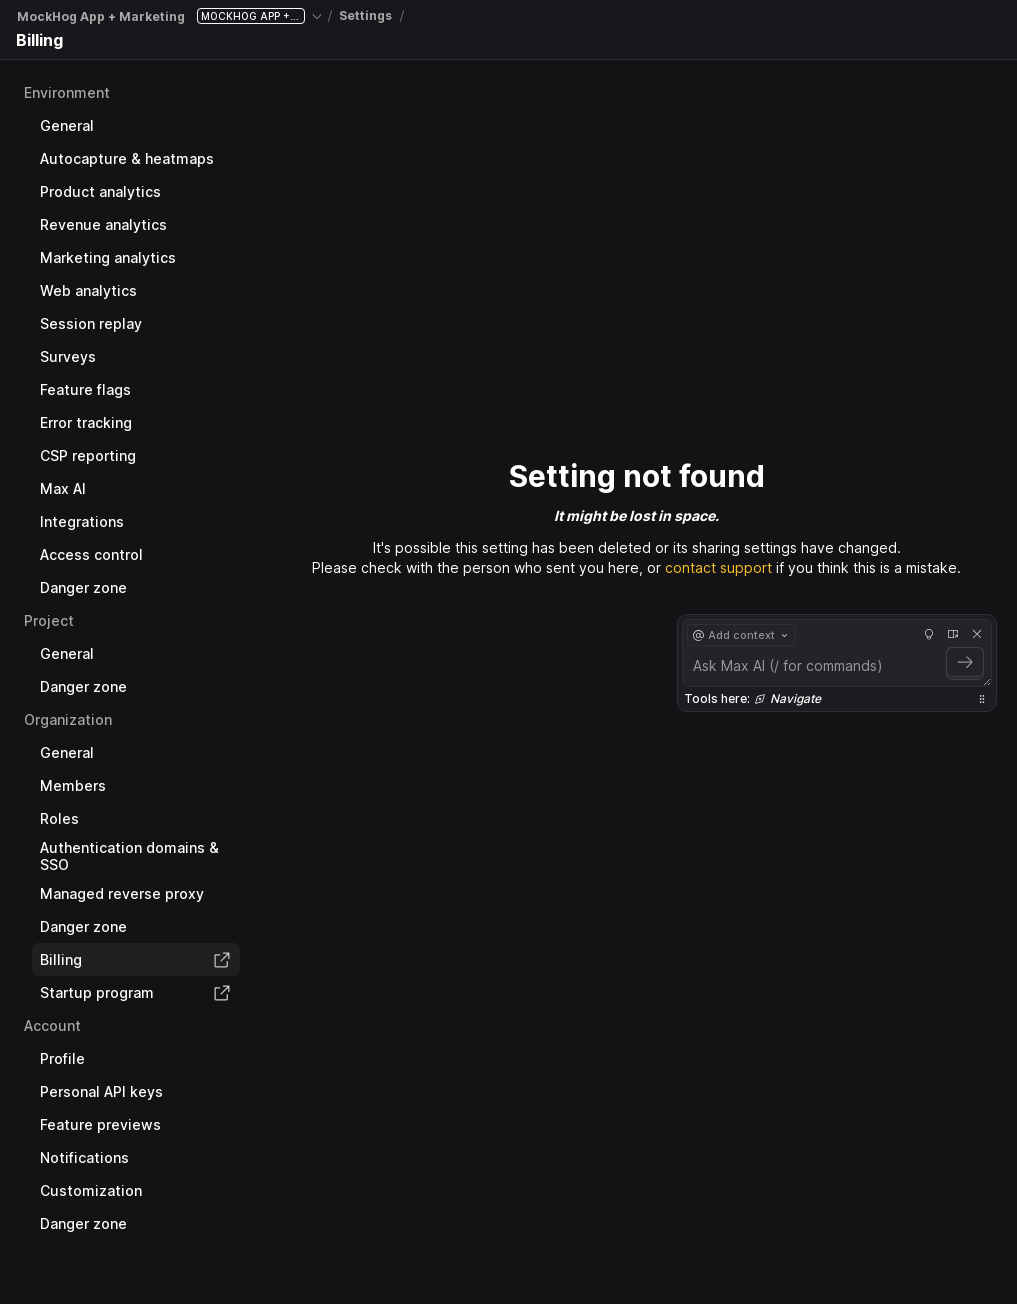 MockHog App + Marketing MOCKHOG APP +... / Settings /
Billing
Environment
General
Autocapture & heatmaps
Product analytics
Revenue analytics
Marketing analytics
Web analytics
Session replay
Surveys
Feature flags
Error tracking
CSP reporting
Max AI
Integrations
Access control
Danger zone
Project
General
Danger zone
Organization
General
Members
Roles
Authentication domains &
SSO
Managed reverse proxy
Danger zone
Billing
Startup program
Account
Profile
Personal API keys
Feature previews
Notifications
Customization
Danger zone
Setting not found
It might be lost in space.
It's possible this setting has been deleted or its sharing settings have changed.
Please check with the person who sent you here, or contact support if you think this is a mistake.
@ Add context
Ask Max AI (/ for commands)
Tools here: Navigate